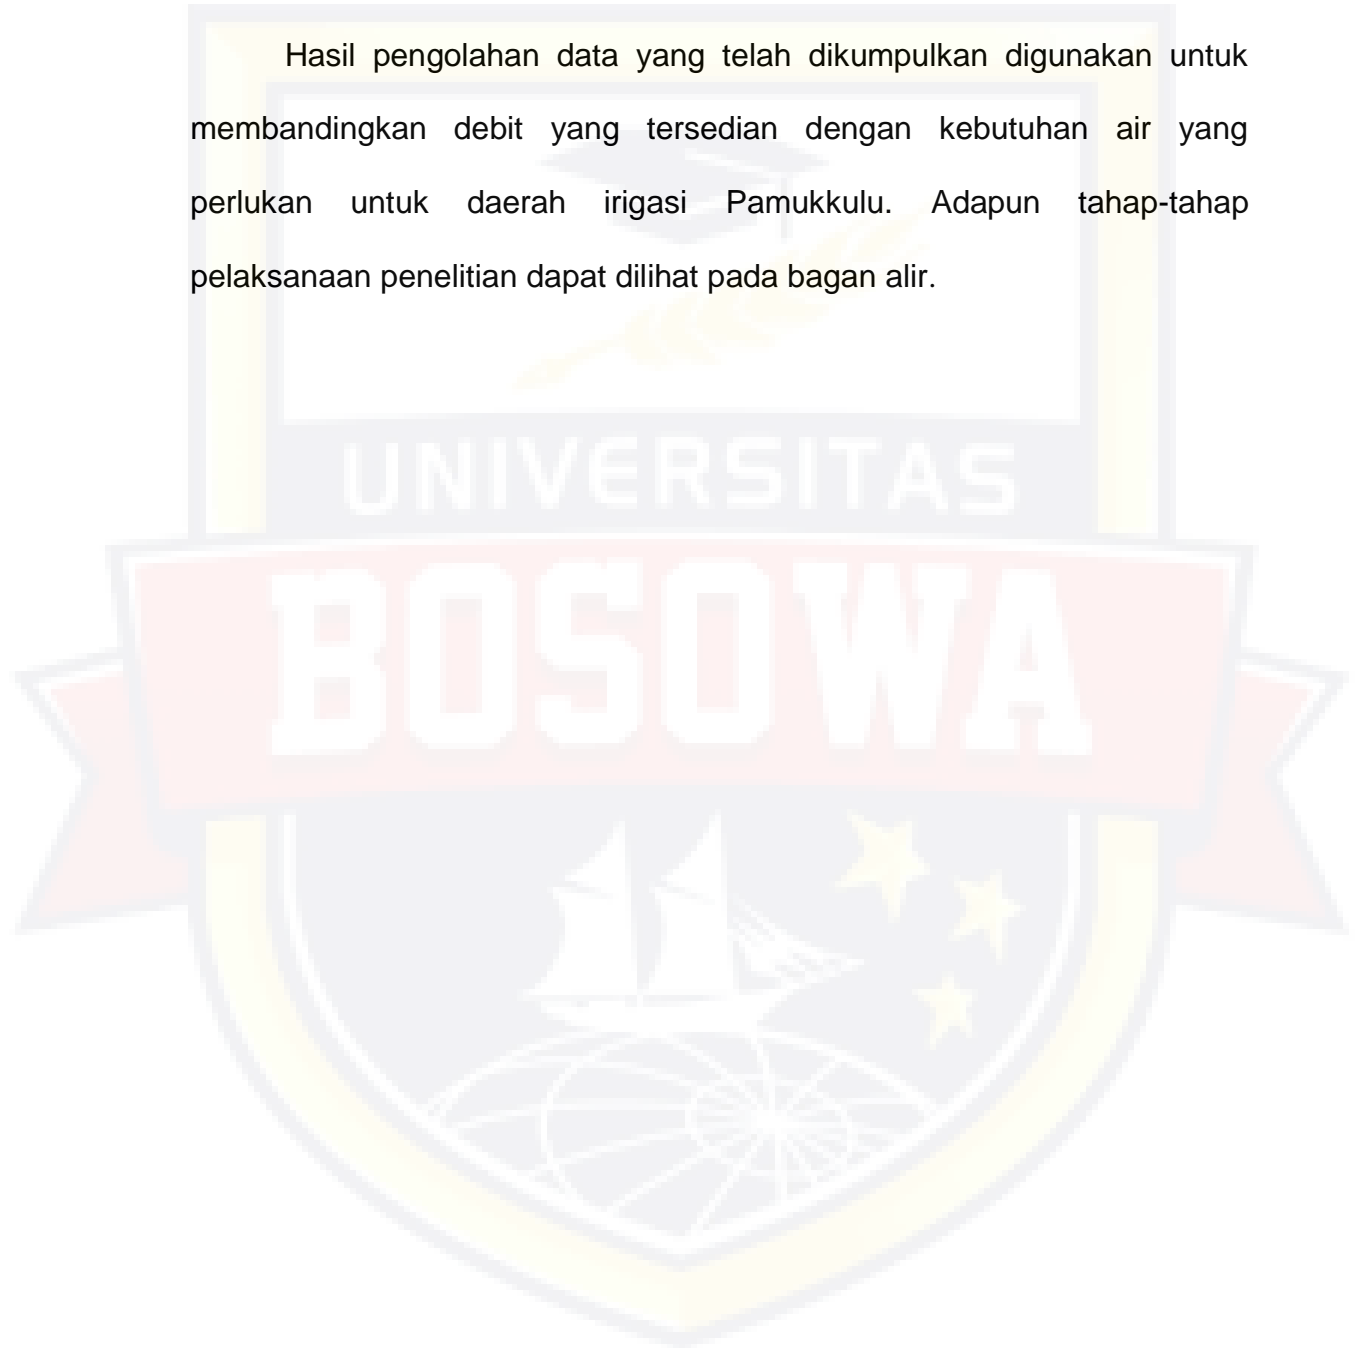 Hasil pengolahan data yang telah dikumpulkan digunakan untuk
membandingkan debit yang tersedian dengan kebutuhan air yang
perlukan untuk daerah irigasi Pamukkulu. Adapun tahap-tahap
pelaksanaan penelitian dapat dilihat pada bagan alir.
UNIVERSITAS
BOSOWA